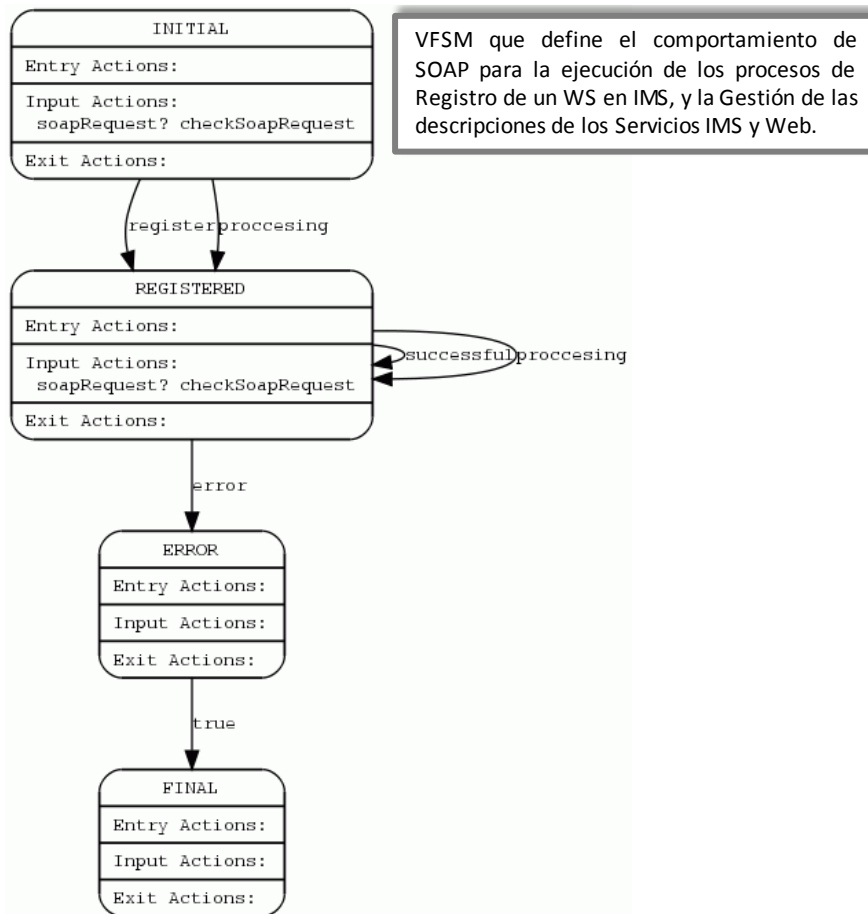 INITIAL
Entry Actions:
Input Actions:
soapRequest? checkSoapRequest
Exit Actions:
VFSM que define el comportamiento de
SOAP para la ejecución de los procesos de
Registro de un WS en IMS, y la Gestión de las
descripciones de los Servicios IMS y Web.
register
proccesing
REGISTERED
Entry Actions:
Input Actions:
soapRequest? checkSoapRequest
Exit Actions:
successful
proccesing
error
ERROR
Entry Actions:
Input Actions:
Exit Actions:
true
FINAL
Entry Actions:
Input Actions:
Exit Actions: